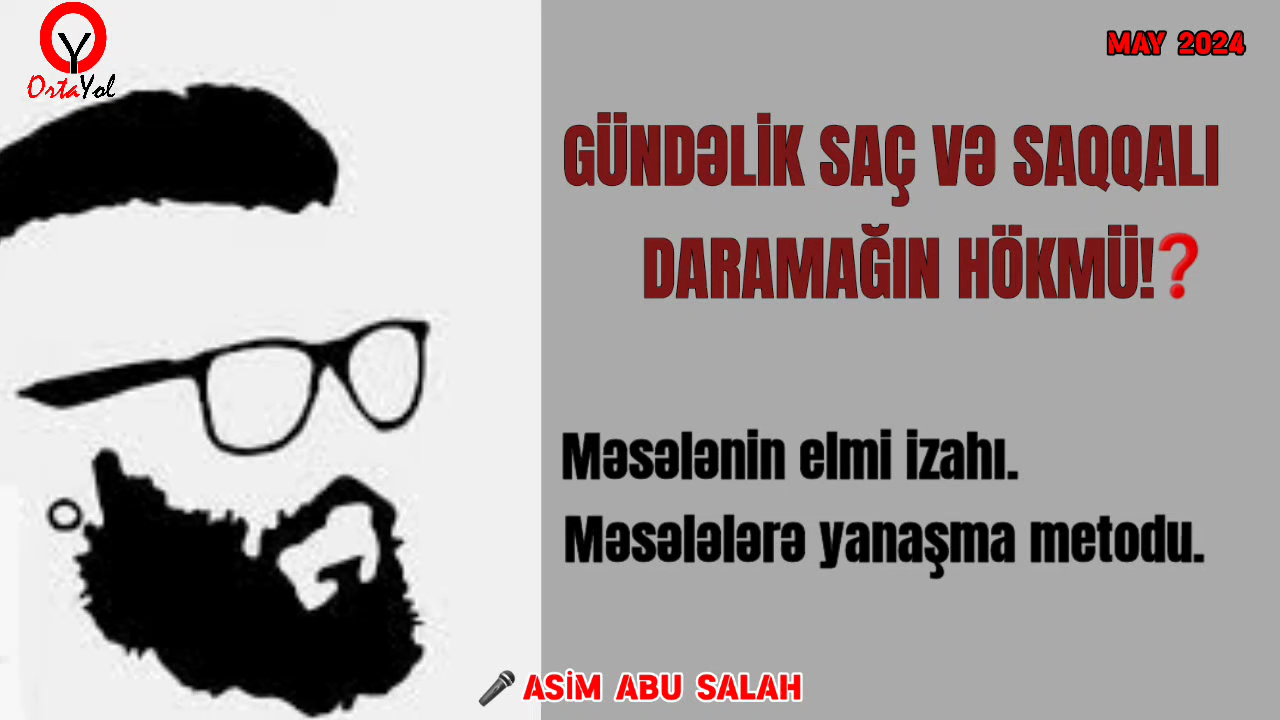 OrtaYol
MAY 2024
GÜNDƏLİK SAÇ VƏ SAQQALI
DARAMAĞIN HÖKMÜ!❓
Məsələnin elmi izahı.
Məsələlərə yanaşma metodu.
🎤 ASİM ABU SALAH